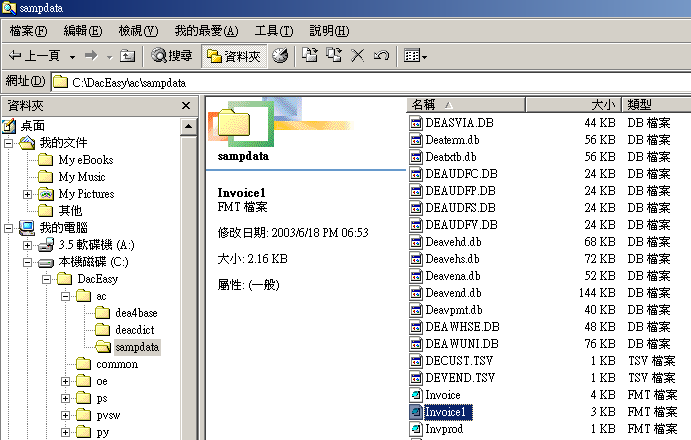 sampdata
檔案(F) 編輯(E) 檢視(V) 我的最愛(A) 工具(T) 說明(H)
上一頁 搜尋 資料夾
網址(D) C:\DacEasy\ac\sampdata
資料夾
桌面
我的文件
My eBooks
My Music
My Pictures
其他
我的電腦
3.5 軟碟機 (A:)
本機磁碟 (C:)
DacEasy
ac
dea4base
deacdict
sampdata
common
oe
ps
pvsw
py
sampdata
Invoice1
FMT 檔案
修改日期: 2003/6/18 PM 06:53
大小: 2.16 KB
屬性: (一般)
名稱 大小 類型
DEASVIA.DB 44 KB DB 檔案
Deaterm.db 56 KB DB 檔案
Deatxtb.db 56 KB DB 檔案
DEAUDFC.DB 24 KB DB 檔案
DEAUDFP.DB 24 KB DB 檔案
DEAUDFS.DB 24 KB DB 檔案
DEAUDFV.DB 24 KB DB 檔案
Deavehd.db 68 KB DB 檔案
Deavehs.db 72 KB DB 檔案
Deavena.db 52 KB DB 檔案
Deavend.db 144 KB DB 檔案
Deavpmt.db 40 KB DB 檔案
DEAWHSE.DB 48 KB DB 檔案
DEAWUNI.DB 76 KB DB 檔案
DECUST.TSV 1 KB TSV 檔案
DEVEND.TSV 1 KB TSV 檔案
Invoice 4 KB FMT 檔案
Invoice1 3 KB FMT 檔案
Invprod 1 KB FMT 檔案